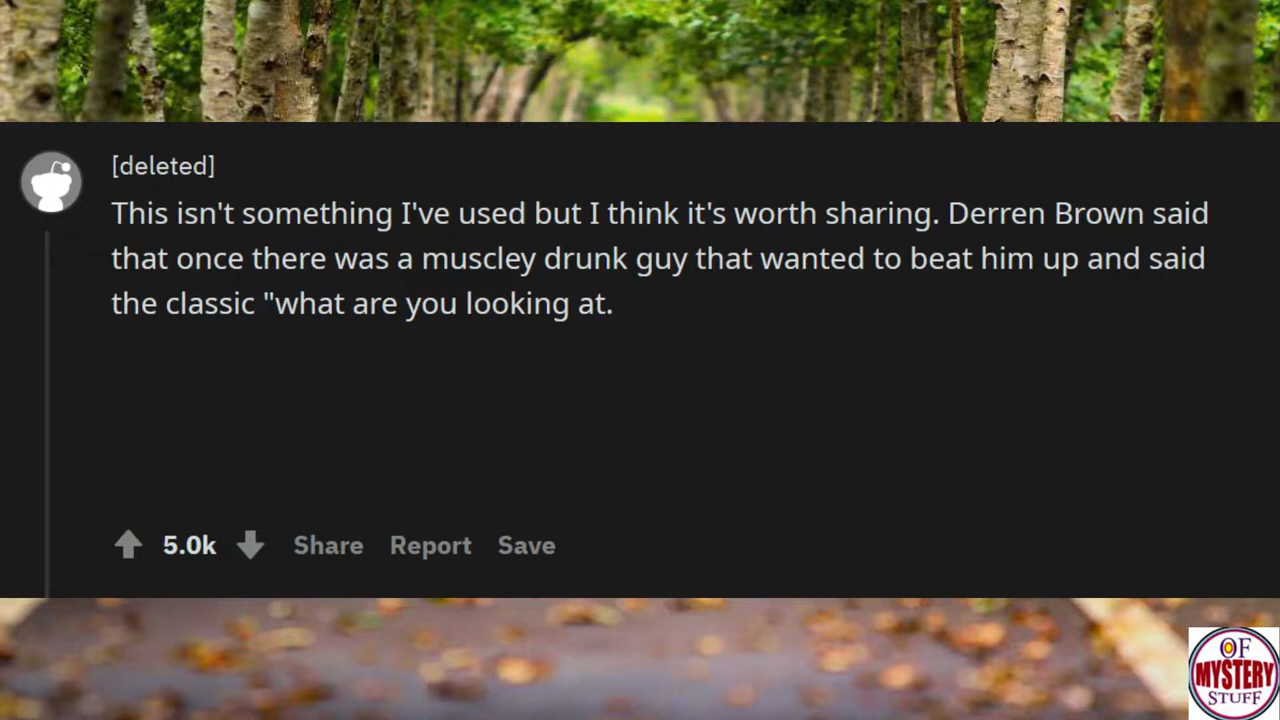 [deleted]
This isn't something I've used but I think it's worth sharing. Derren Brown said
that once there was a muscley drunk guy that wanted to beat him up and said
the classic "what are you looking at.
5.0k Share Report Save
OF
MYSTERY
STUFF